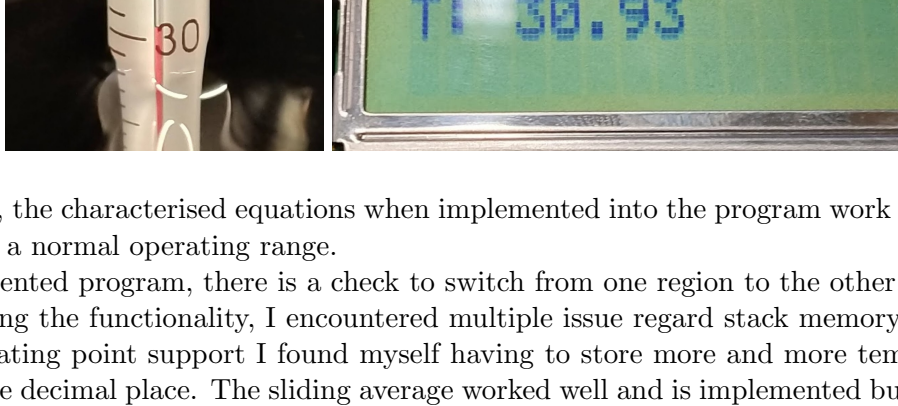 30
30.93
, the characterised equations when implemented into the program work
a normal operating range.
ented program, there is a check to switch from one region to the other
ng the functionality, I encountered multiple issue regard stack memory
ating point support I found myself having to store more and more tem
e decimal place. The sliding average worked well and is implemented bu